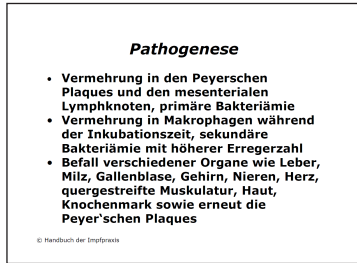 Pathogenese
• Vermehrung in den Peyerschen
Plaques und den mesenterialen
Lymphknoten, primäre Bakteriämie
• Vermehrung in Makrophagen während
der Inkubationszeit, sekundäre
Bakteriämie mit höherer Erregerzahl
• Befall verschiedener Organe wie Leber,
Milz, Gallenblase, Gehirn, Nieren, Herz,
quergestreifte Muskulatur, Haut,
Knochenmark sowie erneut die
Peyer‘schen Plaques
© Handbuch der Impfpraxis